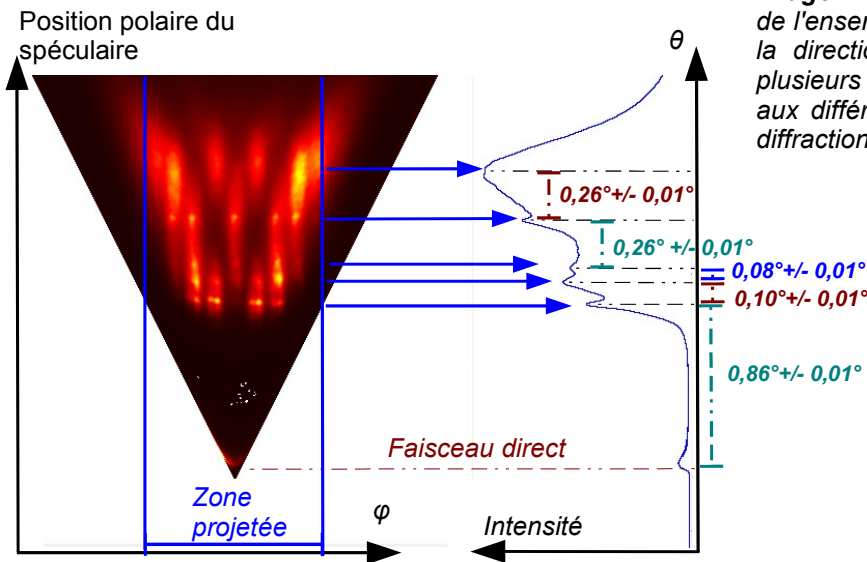 Position polaire du
spéculaire
θ
de l'ense
la directio
plusieurs
aux différ
diffraction
0,26°+/- 0,01°
0,26° +/-0,01°
0,08°+/- 0,01°
0,10°+/- 0,01°
0,86°+/- 0,01°
Faisceau direct
Zone
projetée
φ
Intensité